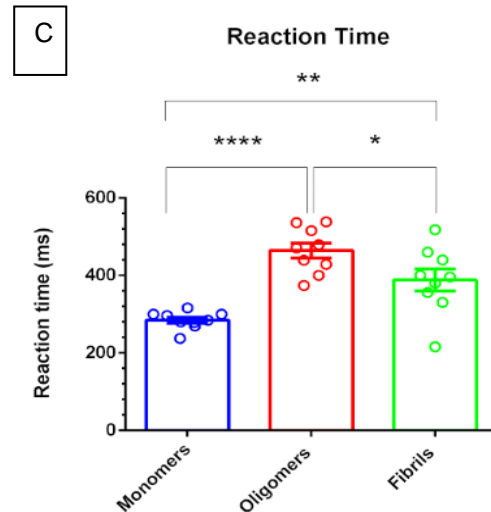 C
Reaction Time
**
****
*
Reaction time (ms)
600
400
200
0
Monomers
Oligomers
Fibrils